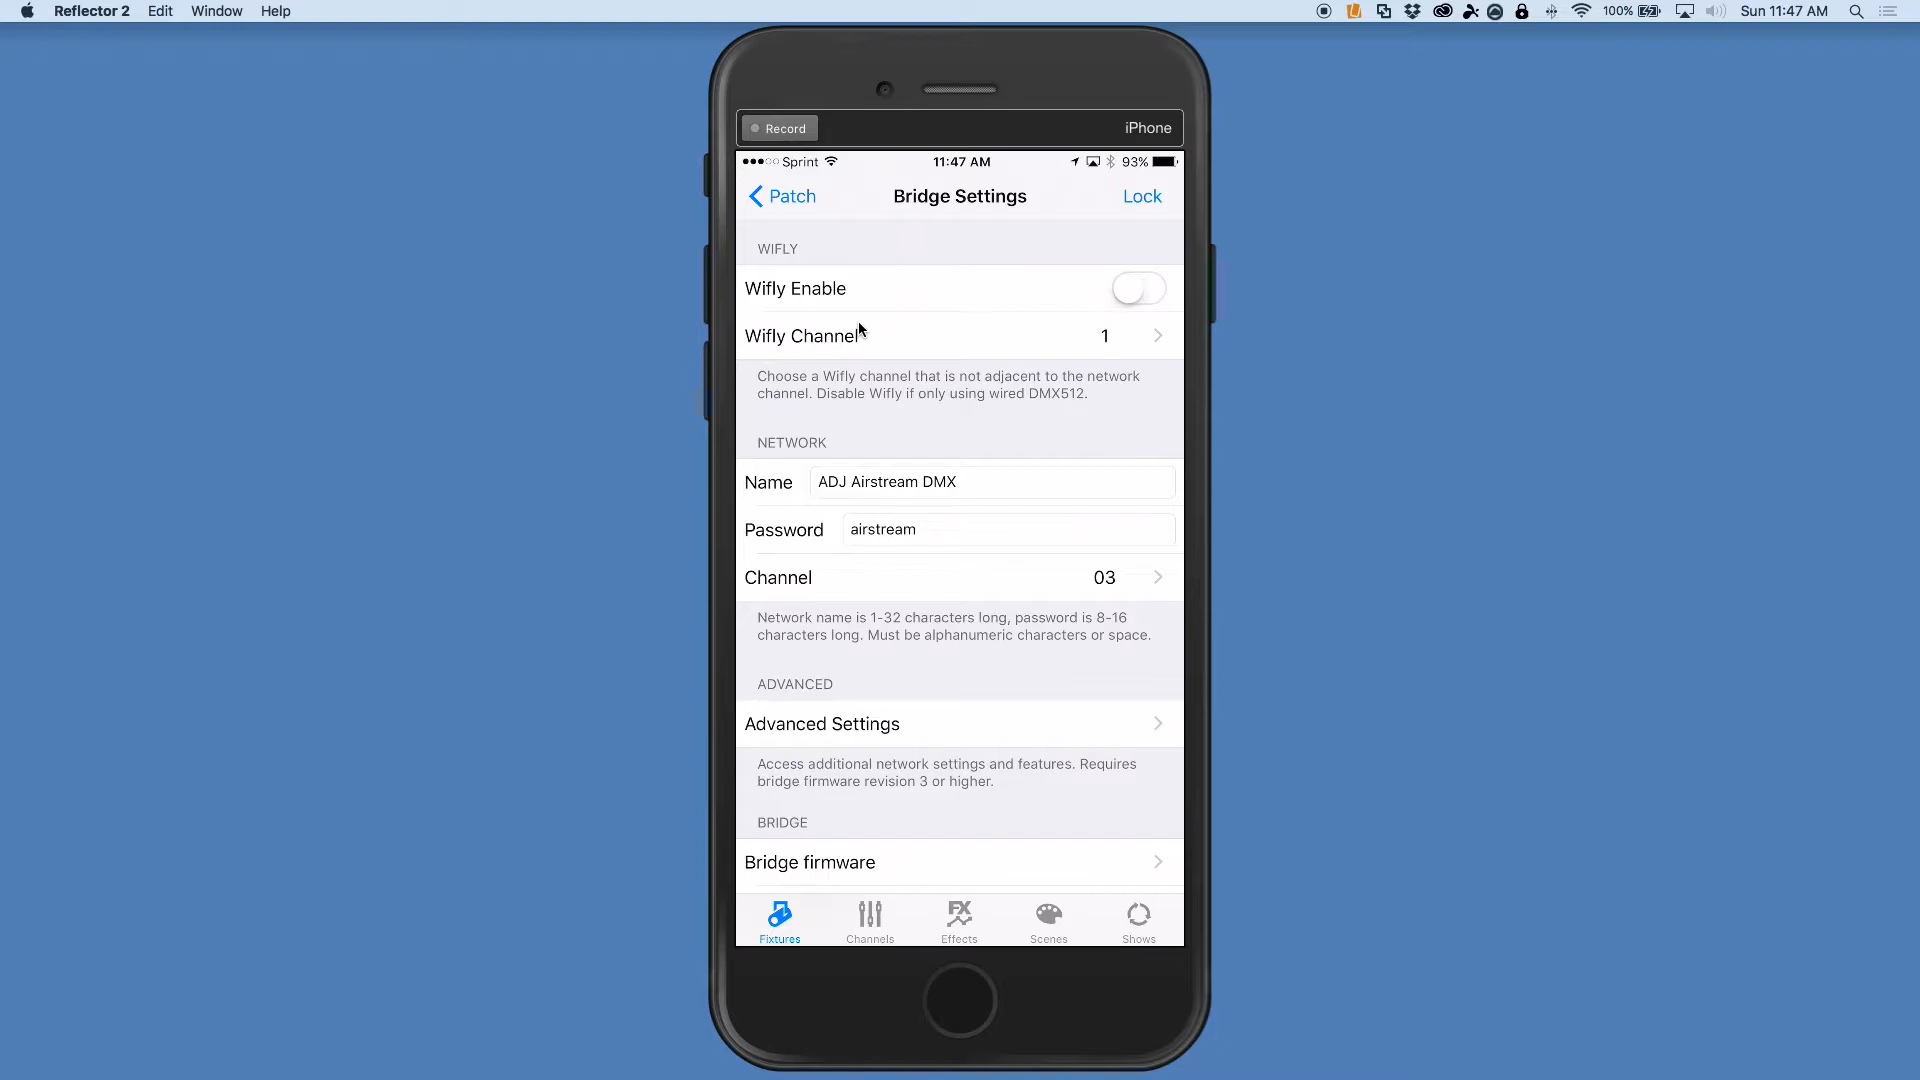 Reflector 2 Edit Window Help 100% Sun 11:47 AM
Record iPhone
Sprint 11:47 AM 93%
Patch Bridge Settings Lock
WIFLY
Wifly Enable
Wifly Channel 1
Choose a Wifly channel that is not adjacent to the network
channel. Disable Wifly if only using wired DMX512.
NETWORK
Name ADJ Airstream DMX
Password airstream
Channel 03
Network name is 1-32 characters long, password is 8-16
characters long. Must be alphanumeric characters or space.
ADVANCED
Advanced Settings
Access additional network settings and features. Requires
bridge firmware revision 3 or higher.
BRIDGE
Bridge firmware
FX
Fixtures Channels Effects Scenes Shows